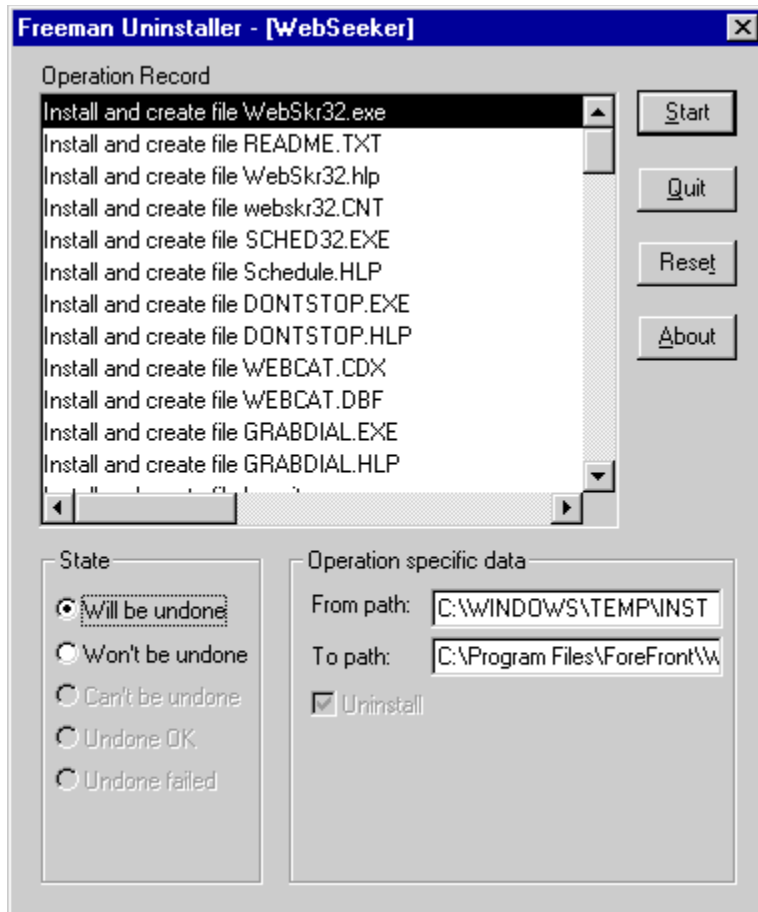 Freeman Uninstaller - [WebSeeker]
Operation Record
Install and create file WebSkr32.exe
Install and create file README.TXT
Install and create file WebSkr32.hlp
Install and create file webskr32.CNT
Install and create file SCHED32.EXE
Install and create file Schedule.HLP
Install and create file DONTSTOP.EXE
Install and create file DONTSTOP.HLP
Install and create file WEBCAT.CDX
Install and create file WEBCAT.DBF
Install and create file GRABDIAL.EXE
Install and create file GRABDIAL.HLP
Start
Quit
Reset
About
State
Will be undone
Won't be undone
Can't be undone
Undone OK
Undone failed
Operation specific data
From path: C:\WINDOWS\TEMP\INST
To path: C:\Program Files\ForeFront\W
Uninstall